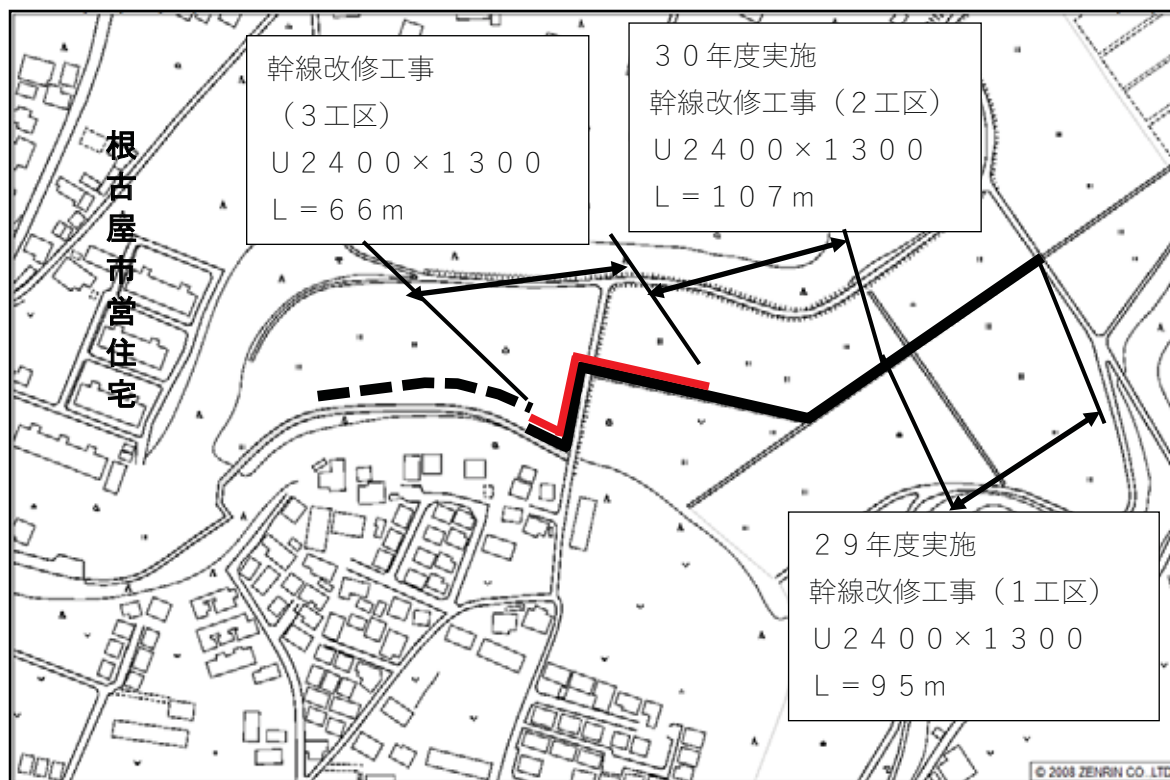 幹線改修工事
（３工区）
Ｕ２４００×１３００
Ｌ＝６６ｍ
３０年度実施
幹線改修工事（２工区）
Ｕ２４００×１３００
Ｌ＝１０７ｍ
根古屋市営住宅
２９年度実施
幹線改修工事（１工区）
Ｕ２４００×１３００
Ｌ＝９５ｍ
© 2008 ZENRIN CO. LTD